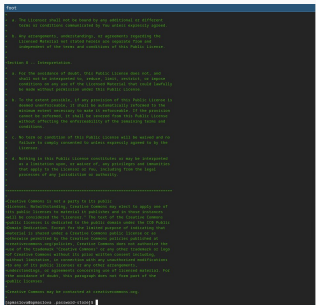 foot
a. The Licensor shall not be bound by any additional or different
terms or conditions communicated by You unless expressly agreed.
b. Any arrangements, understandings, or agreements regarding the
Licensed Material not stated herein are separate from and
independent of the terms and conditions of this Public License.
Section 8 -- Interpretation.
a. For the avoidance of doubt, this Public License does not, and
shall not be interpreted to, reduce, limit, restrict, or impose
conditions on any use of the Licensed Material that could lawfully
be made without permission under this Public License.
b. To the extent possible, if any provision of this Public License is
deemed unenforceable, it shall be automatically reformed to the
minimum extent necessary to make it enforceable. If the provision
cannot be reformed, it shall be severed from this Public License
without affecting the enforceability of the remaining terms and
conditions.
c. No term or condition of this Public License will be waived and no
failure to comply consented to unless expressly agreed to by the
Licensor.
d. Nothing in this Public License constitutes or may be interpreted
as a limitation upon, or waiver of, any privileges and immunities
that apply to the Licensor or You, including from the legal
processes of any jurisdiction or authority.
Creative Commons is not a party to its public
licenses. Notwithstanding, Creative Commons may elect to apply one of
its public licenses to material it publishes and in those instances
will be considered the "Licensor." The text of the Creative Commons
public licenses is dedicated to the public domain under the CC0 Public
Domain Dedication. Except for the limited purpose of indicating that
material is shared under a Creative Commons public license or as
otherwise permitted by the Creative Commons policies published at
creativecommons.org/policies, Creative Commons does not authorize the
use of the trademark "Creative Commons" or any other trademark or logo
of Creative Commons without its prior written consent including,
without limitation, in connection with any unauthorized modifications
to any of its public licenses or any other arrangements,
understandings, or agreements concerning use of licensed material. For
the avoidance of doubt, this paragraph does not form part of the
public licenses.
Creative Commons may be contacted at creativecommons.org.